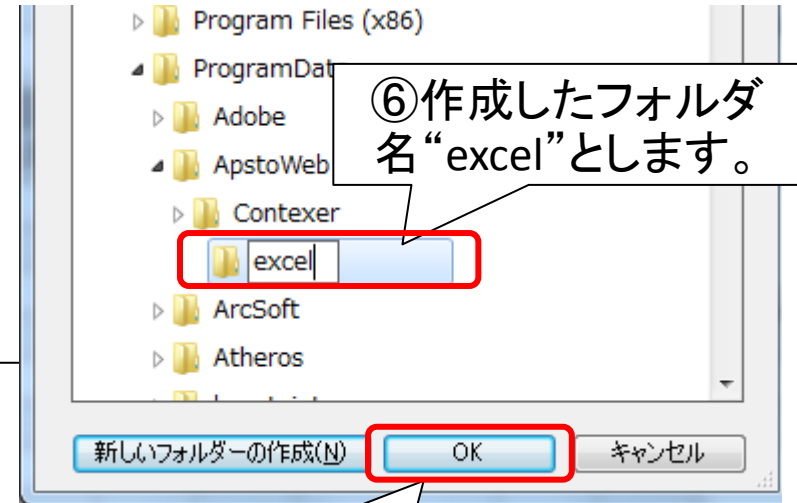 Program Files (x86)
ProgramDat
⑥作成したフォルダ
名“excel”とします。
Adobe
ApstoWeb
Contexer
excel
ArcSoft
Atheros
新しいフォルダーの作成(N)
OK
キャンセル